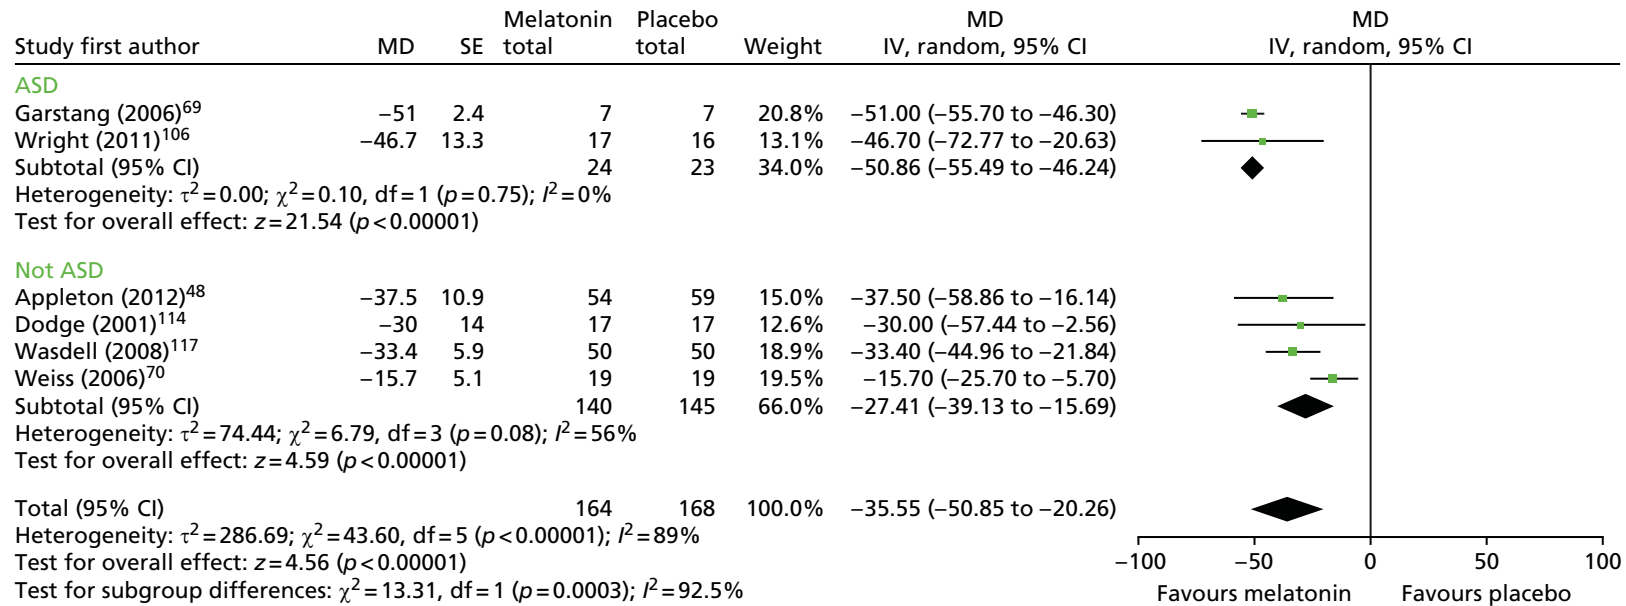 Melatonin Placebo MD MD
Study first author MD SE total total Weight IV, random, 95% CI IV, random, 95% CI
ASD
Garstang (2006)69 −51 2.4 7 7 20.8% −51.00 (−55.70 to −46.30)
Wright (2011)106 −46.7 13.3 17 16 13.1% −46.70 (−72.77 to −20.63)
Subtotal (95% CI) 24 23 34.0% −50.86 (−55.49 to −46.24)
Heterogeneity: τ2=0.00; χ2=0.10, df=1 (p=0.75); I2=0%
Test for overall effect: z=21.54 (p<0.00001)
Not ASD
Appleton (2012)48 −37.5 10.9 54 59 15.0% −37.50 (−58.86 to −16.14)
Dodge (2001)114 −30 14 17 17 12.6% −30.00 (−57.44 to −2.56)
Wasdell (2008)117 −33.4 5.9 50 50 18.9% −33.40 (−44.96 to −21.84)
Weiss (2006)70 −15.7 5.1 19 19 19.5% −15.70 (−25.70 to −5.70)
Subtotal (95% CI) 140 145 66.0% −27.41 (−39.13 to −15.69)
Heterogeneity: τ2=74.44; χ2=6.79, df=3 (p=0.08); I2=56%
Test for overall effect: z=4.59 (p<0.00001)
Total (95% CI) 164 168 100.0% −35.55 (−50.85 to −20.26)
Heterogeneity: τ2=286.69; χ2=43.60, df=5 (p<0.00001); I2=89%
Test for overall effect: z=4.56 (p<0.00001)
Test for subgroup differences: χ2=13.31, df=1 (p=0.0003); I2=92.5%
−100 −50 0 50 100
Favours melatonin Favours placebo